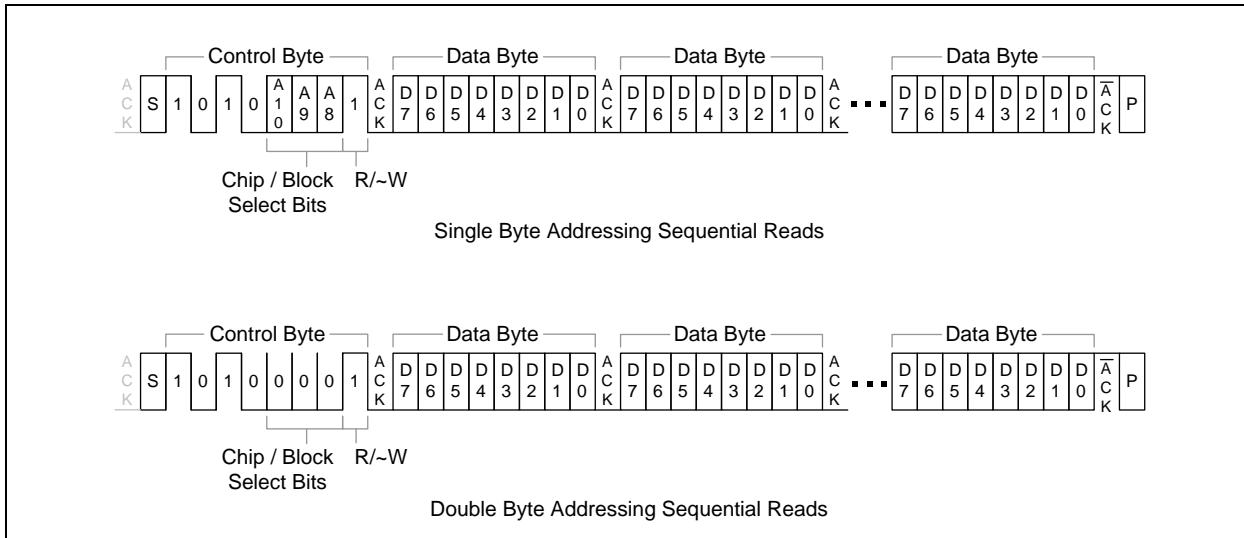 Control Byte Data Byte Data Byte Data Byte
ACK S 1 0 1 0 A10 A9 A8 1 ACK D7 D6 D5 D4 D3 D2 D1 D0 ACK D7 D6 D5 D4 D3 D2 D1 D0 ACK ... D7 D6 D5 D4 D3 D2 D1 D0 A̅C̅K̅ P
Chip / Block R/~W
Select Bits
Single Byte Addressing Sequential Reads
Control Byte Data Byte Data Byte Data Byte
ACK S 1 0 1 0 0 0 0 1 ACK D7 D6 D5 D4 D3 D2 D1 D0 ACK D7 D6 D5 D4 D3 D2 D1 D0 ACK ... D7 D6 D5 D4 D3 D2 D1 D0 A̅C̅K̅ P
Chip / Block R/~W
Select Bits
Double Byte Addressing Sequential Reads